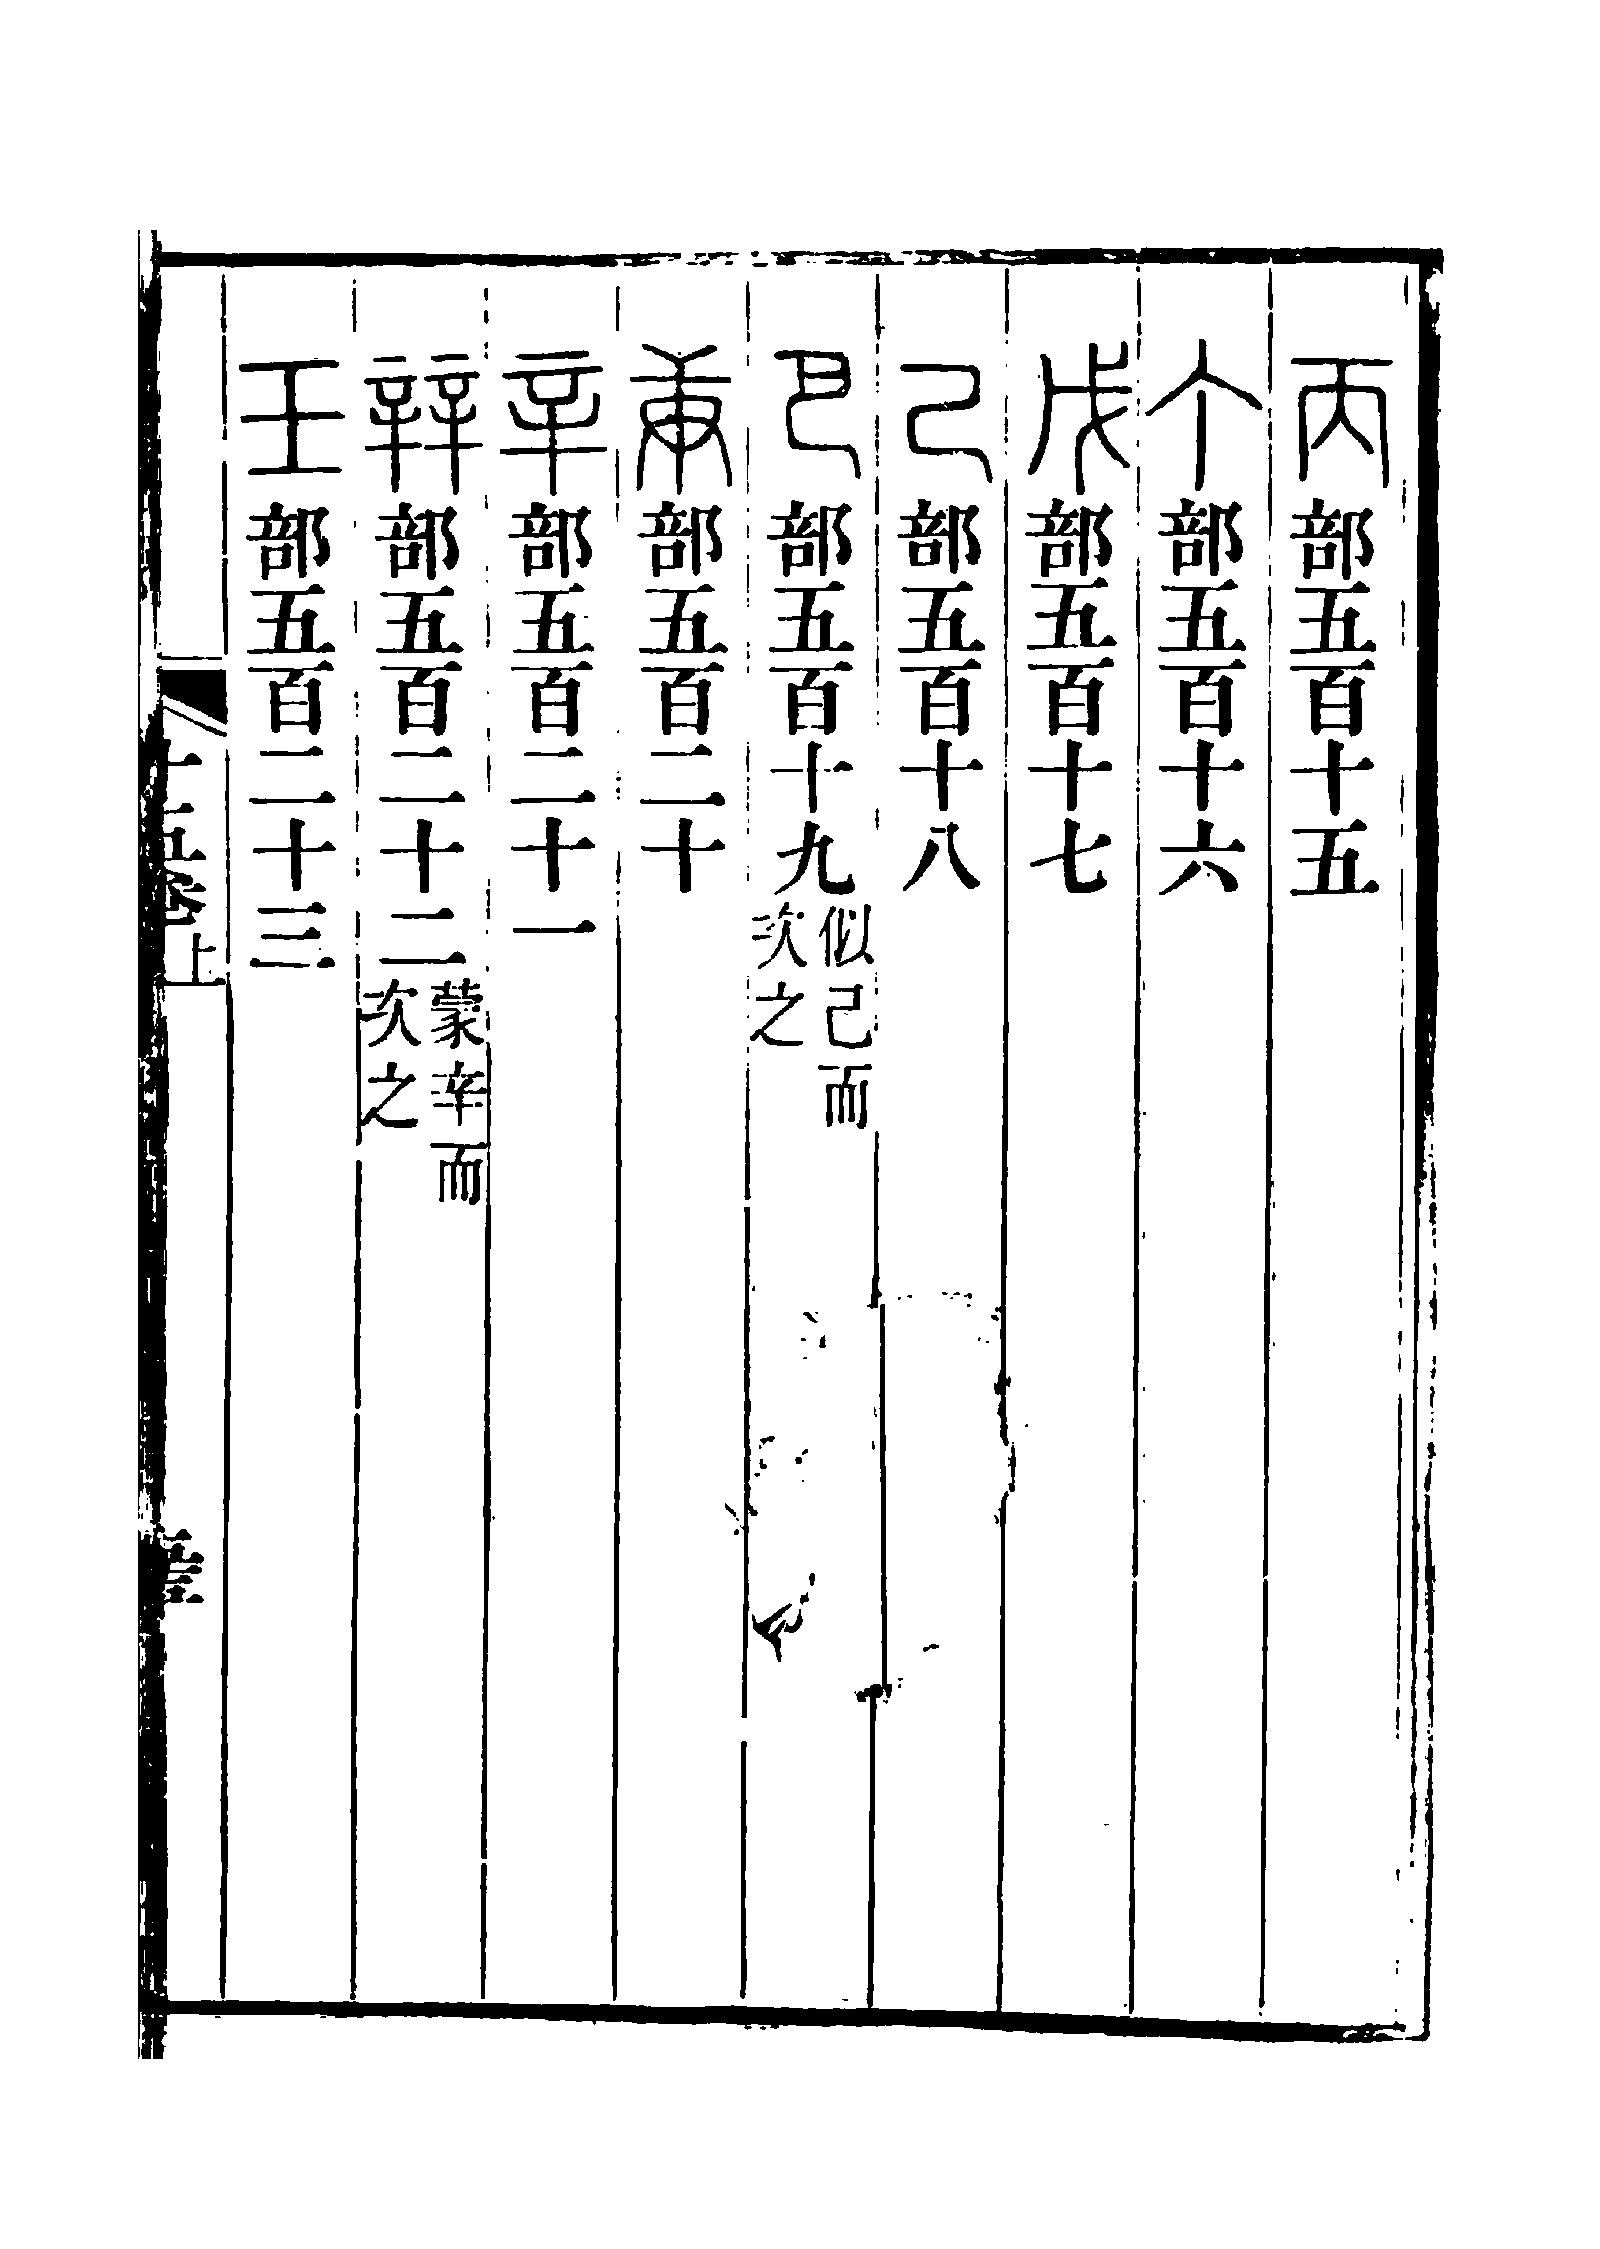 丙部五百十五
丁部五百十六
戊部五百十七
己部五百十八
巴部五百十九似己而次之
庚部五百二十
辛部五百二十一
辡部五百二十二蒙辛而次之
壬部五百二十三
十五卷上